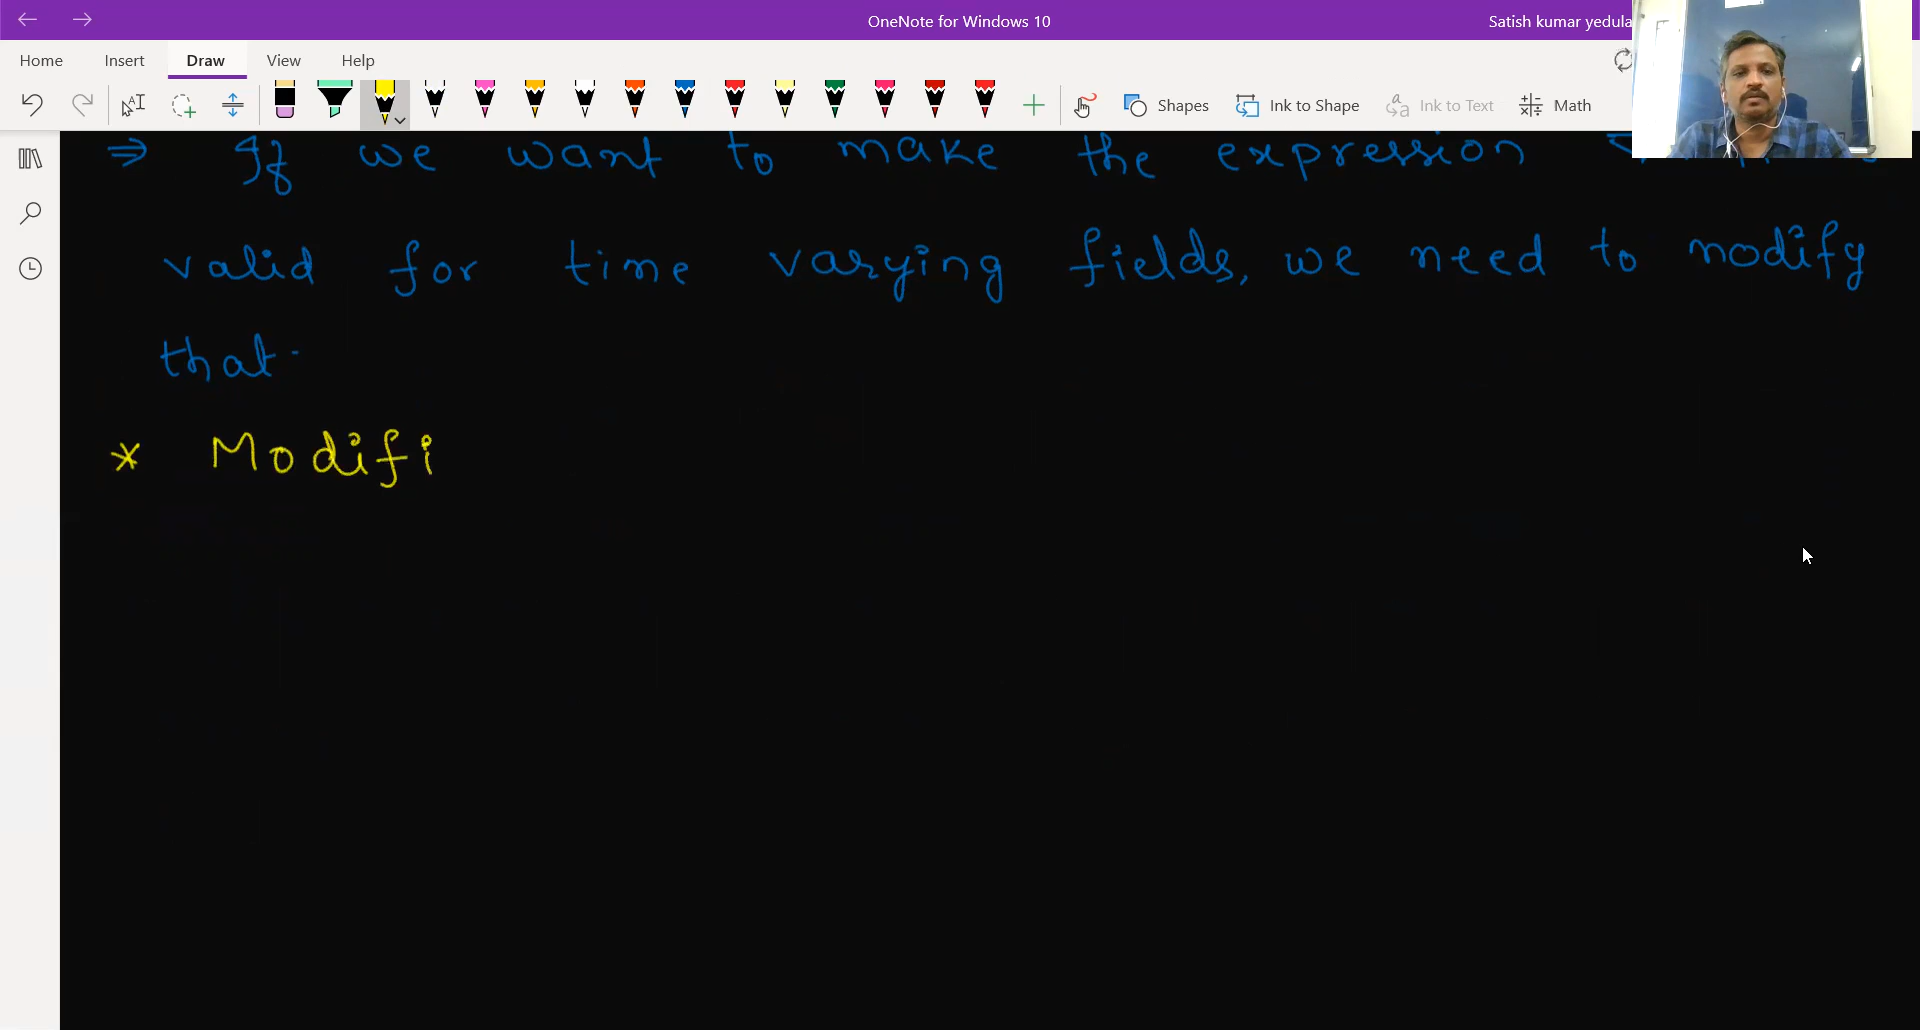 OneNote for Windows 10
Satish kumar yedula
Home Insert Draw View Help
Shapes Ink to Shape Ink to Text Math
⇒ If we want to make the expression
valid for time varying fields, we need to modify
that.
* Modifi